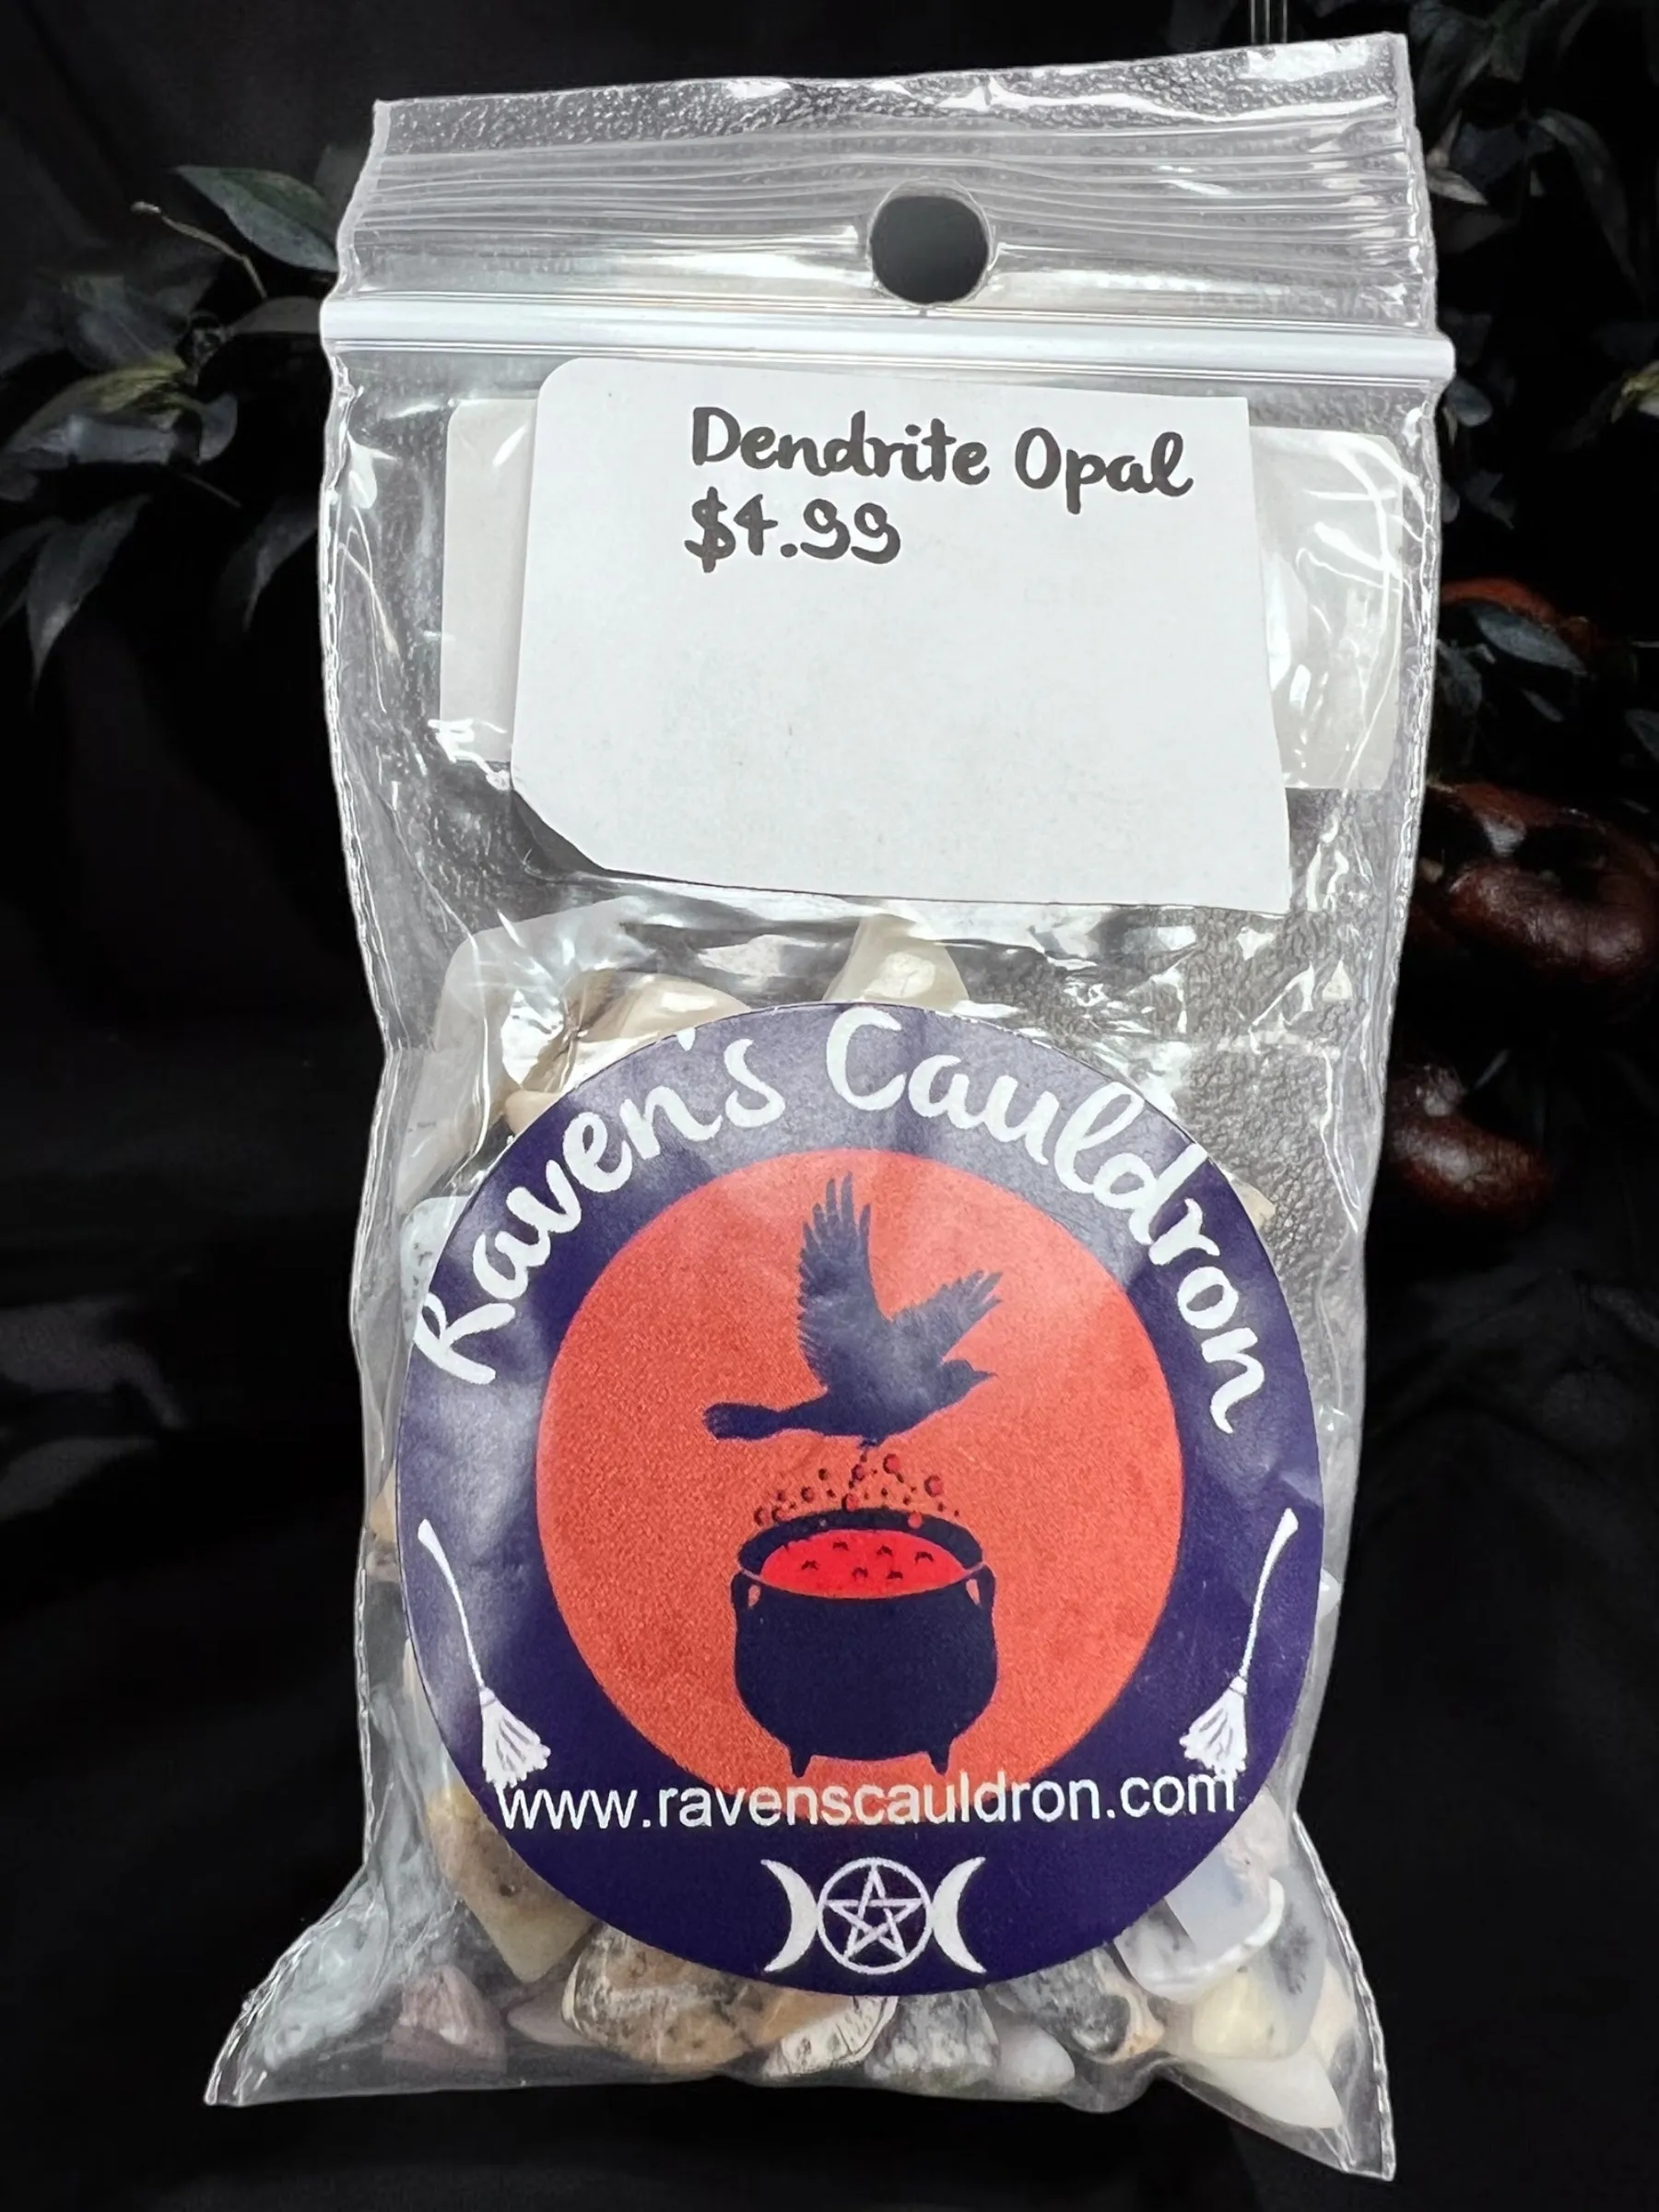 Dendrite Opal
$4.99
Raven's Cauldron
www.ravenscauldron.com